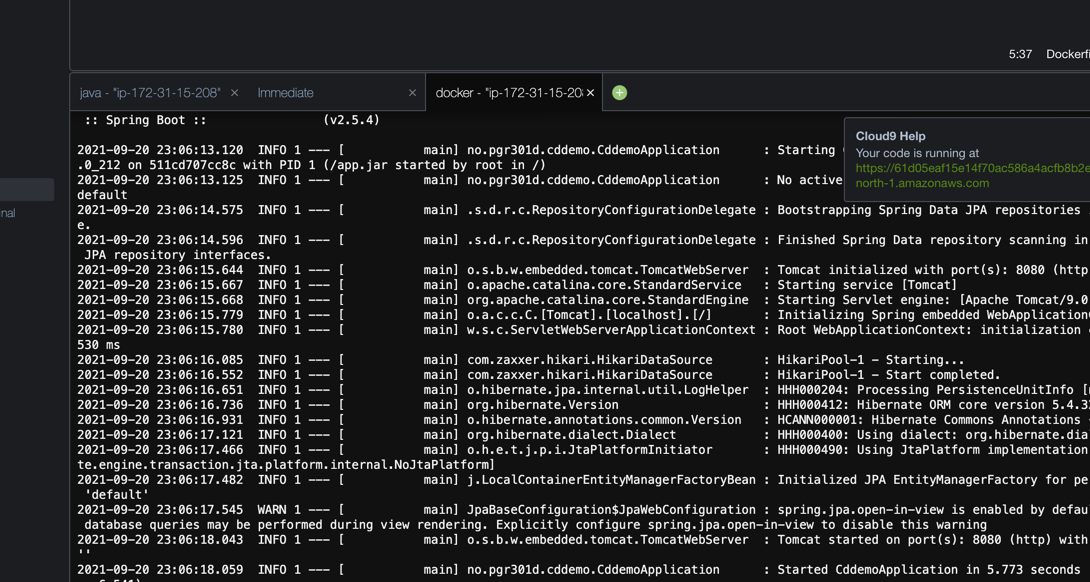 5:37 Dockerfi
java - "ip-172-31-15-208" × Immediate × docker - "ip-172-31-15-20 ×
:: Spring Boot :: (v2.5.4)
Cloud9 Help
Your code is running at
https://61d05eaf15e14f70ac586a4acfb8b2e
north-1.amazonaws.com
nal
2021-09-20 23:06:13.120 INFO 1 --- [ main] no.pgr301d.cddemo.CddemoApplication : Starting
.0_212 on 511cd707cc8c with PID 1 (/app.jar started by root in /)
2021-09-20 23:06:13.125 INFO 1 --- [ main] no.pgr301d.cddemo.CddemoApplication : No active
default
2021-09-20 23:06:14.575 INFO 1 --- [ main] .s.d.r.c.RepositoryConfigurationDelegate : Bootstrapping Spring Data JPA repositories
e.
2021-09-20 23:06:14.596 INFO 1 --- [ main] .s.d.r.c.RepositoryConfigurationDelegate : Finished Spring Data repository scanning in
JPA repository interfaces.
2021-09-20 23:06:15.644 INFO 1 --- [ main] o.s.b.w.embedded.tomcat.TomcatWebServer : Tomcat initialized with port(s): 8080 (http
2021-09-20 23:06:15.667 INFO 1 --- [ main] o.apache.catalina.core.StandardService : Starting service [Tomcat]
2021-09-20 23:06:15.668 INFO 1 --- [ main] org.apache.catalina.core.StandardEngine : Starting Servlet engine: [Apache Tomcat/9.0
2021-09-20 23:06:15.779 INFO 1 --- [ main] o.a.c.c.C.[Tomcat].[localhost].[/] : Initializing Spring embedded WebApplication
2021-09-20 23:06:15.780 INFO 1 --- [ main] w.s.c.ServletWebServerApplicationContext : Root WebApplicationContext: initialization
530 ms
2021-09-20 23:06:16.085 INFO 1 --- [ main] com.zaxxer.hikari.HikariDataSource : HikariPool-1 - Starting...
2021-09-20 23:06:16.552 INFO 1 --- [ main] com.zaxxer.hikari.HikariDataSource : HikariPool-1 - Start completed.
2021-09-20 23:06:16.651 INFO 1 --- [ main] o.hibernate.jpa.internal.util.LogHelper : HHH000204: Processing PersistenceUnitInfo [
2021-09-20 23:06:16.736 INFO 1 --- [ main] org.hibernate.Version : HHH000412: Hibernate ORM core version 5.4.3
2021-09-20 23:06:16.931 INFO 1 --- [ main] o.hibernate.annotations.common.Version : HCANN000001: Hibernate Commons Annotations
2021-09-20 23:06:17.121 INFO 1 --- [ main] org.hibernate.dialect.Dialect : HHH000400: Using dialect: org.hibernate.dia
2021-09-20 23:06:17.466 INFO 1 --- [ main] o.h.e.t.j.p.i.JtaPlatformInitiator : HHH000490: Using JtaPlatform implementation
te.engine.transaction.jta.platform.internal.NoJtaPlatform]
2021-09-20 23:06:17.482 INFO 1 --- [ main] j.LocalContainerEntityManagerFactoryBean : Initialized JPA EntityManagerFactory for pe
'default'
2021-09-20 23:06:17.545 WARN 1 --- [ main] JpaBaseConfiguration$JpaWebConfiguration : spring.jpa.open-in-view is enabled by defau
database queries may be performed during view rendering. Explicitly configure spring.jpa.open-in-view to disable this warning
2021-09-20 23:06:18.043 INFO 1 --- [ main] o.s.b.w.embedded.tomcat.TomcatWebServer : Tomcat started on port(s): 8080 (http) with
''
2021-09-20 23:06:18.059 INFO 1 --- [ main] no.pgr301d.cddemo.CddemoApplication : Started CddemoApplication in 5.773 seconds